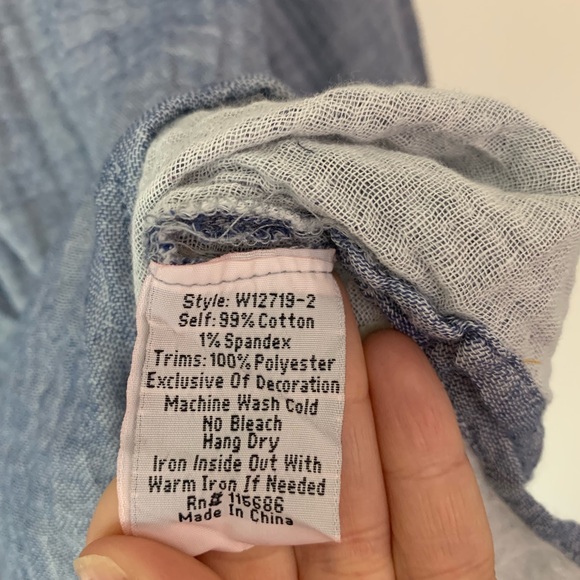 Style: W12719-2
Self: 99% Cotton
1% Spandex
Trims: 100% Polyester
Exclusive Of Decoration
Machine Wash Cold
No Bleach
Hang Dry
Iron Inside Out With
Warm Iron If Needed
Rn# 116686
Made In China